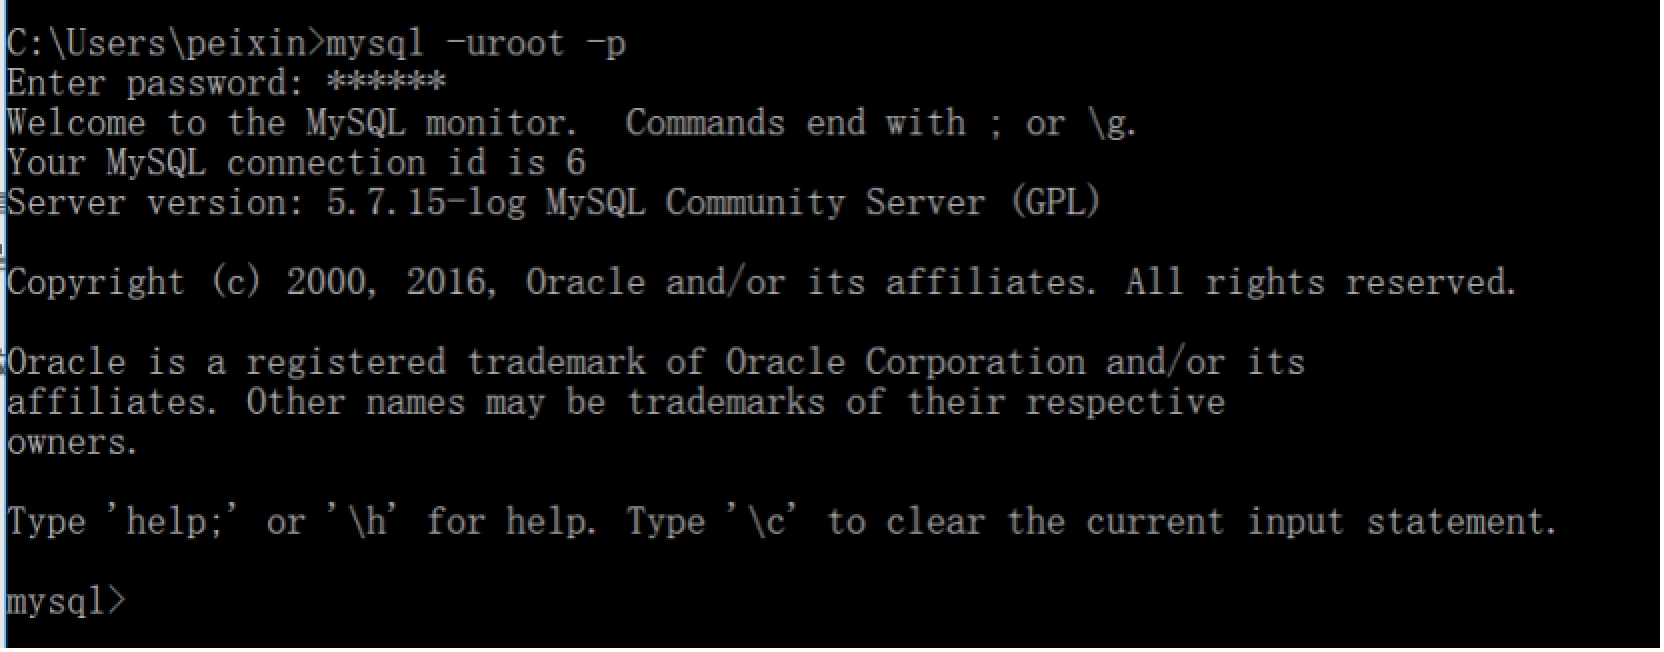 C:\Users\peixin>mysql -uroot -p
Enter password: ******
Welcome to the MySQL monitor.  Commands end with ; or \g.
Your MySQL connection id is 6
Server version: 5.7.15-log MySQL Community Server (GPL)
Copyright (c) 2000, 2016, Oracle and/or its affiliates. All rights reserved.
Oracle is a registered trademark of Oracle Corporation and/or its
affiliates. Other names may be trademarks of their respective
owners.
Type 'help;' or '\h' for help. Type '\c' to clear the current input statement.
mysql>